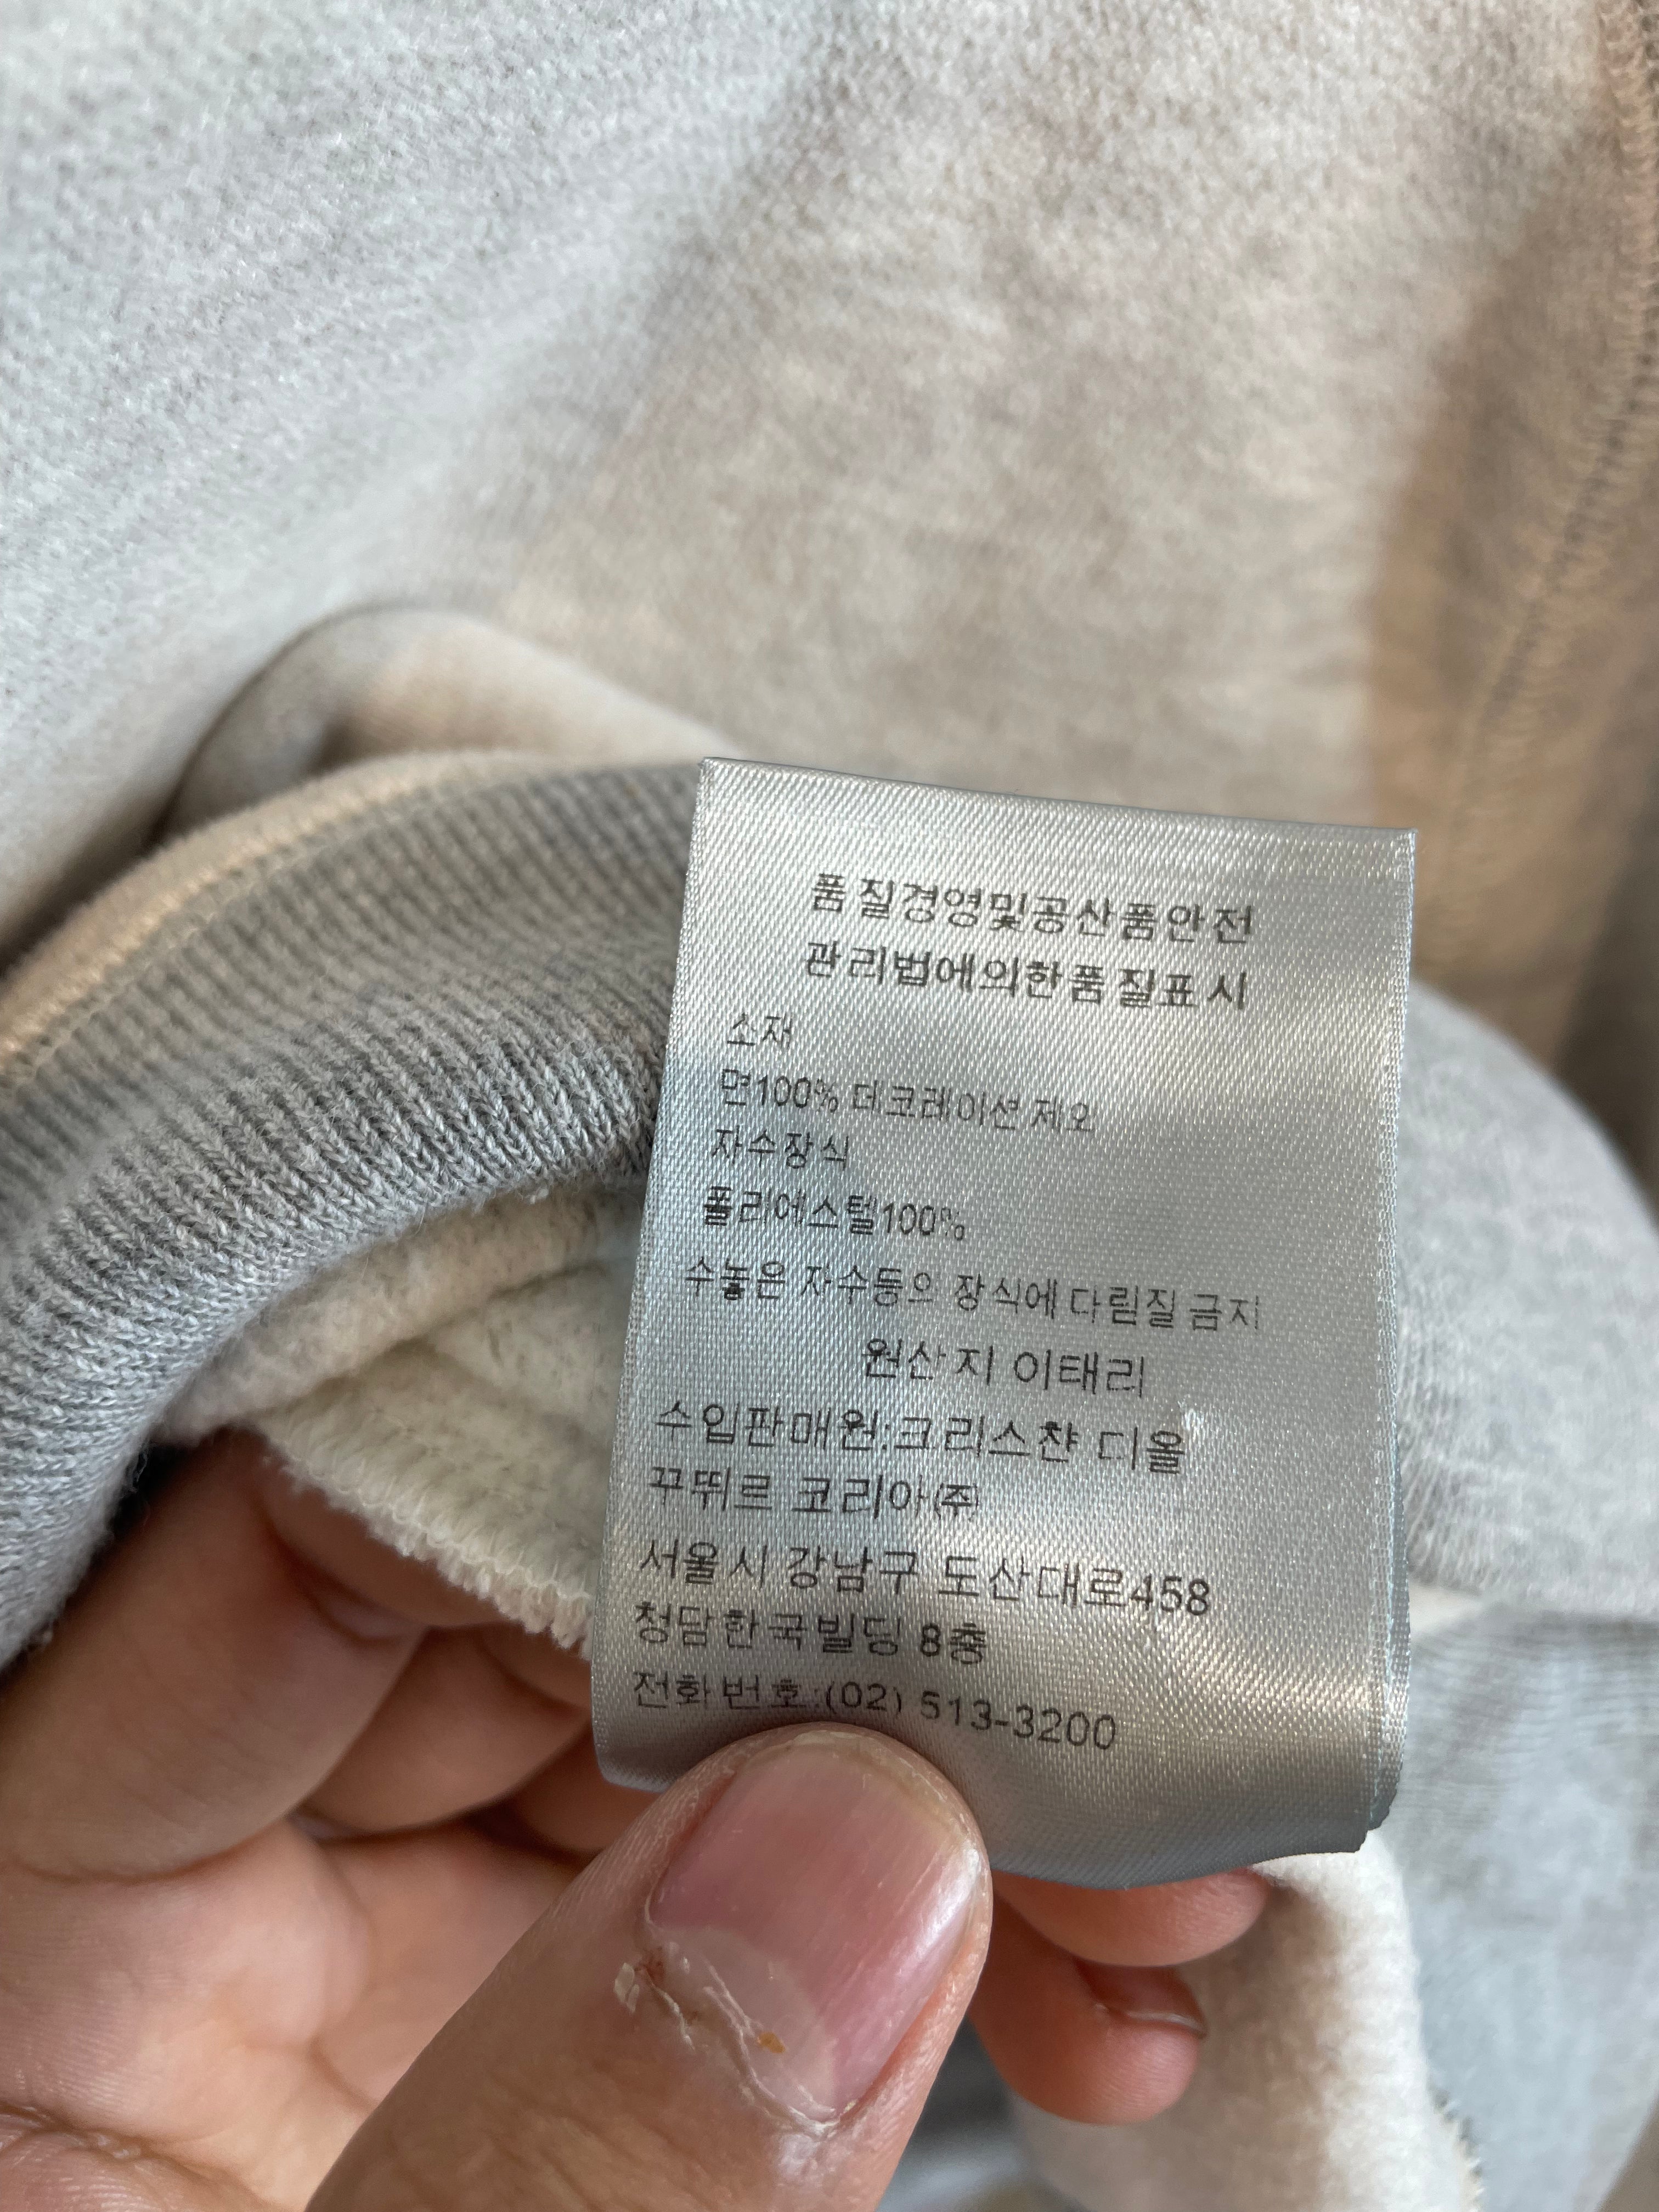 품질경영및공산품안전
관리법에의한품질표시
소재
면100% 데코레이션 제외
자수장식
폴리에스텔100%
수놓은 자수등의 장식에 다림질 금지
원산지 이태리
수입판매원:크리스챤 디올
꾸뛰르 코리아(주)
서울시 강남구 도산대로458
청담한국빌딩 8층
전화번호:(02) 513-3200